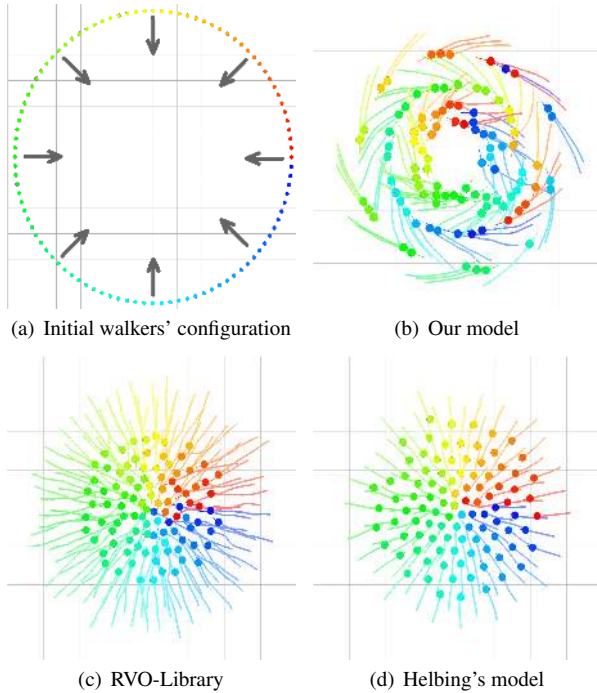 (a) Initial walkers' configuration
(b) Our model
(c) RVO-Library
(d) Helbing's model